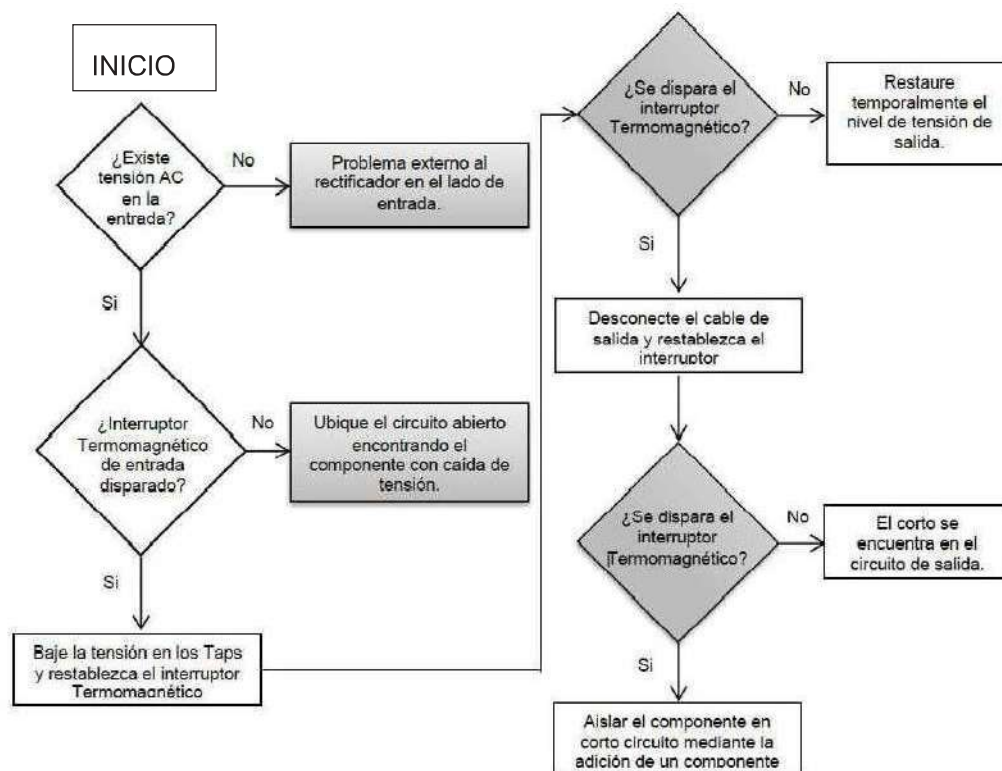 INICIO
¿Existe
tensión AC
en la
entrada?
No
Problema externo al
rectificador en el lado de
entrada.
Si
¿Interruptor
Termomagnético
de entrada
disparado?
No
Ubique el circuito abierto
encontrando el
componente con caída de
tensión.
Si
Baje la tensión en los Taps
y restablezca el interruptor
Termomagnético
¿Se dispara el
interruptor
Termomagnético?
No
Restaure
temporalmente el
nivel de tensión de
salida.
Si
Desconecte el cable de
salida y restablezca el
interruptor
¿Se dispara el
interruptor
Termomagnético?
No
El corto se
encuentra en el
circuito de salida.
Si
Aislar el componente en
corto circuito mediante la
adición de un componente